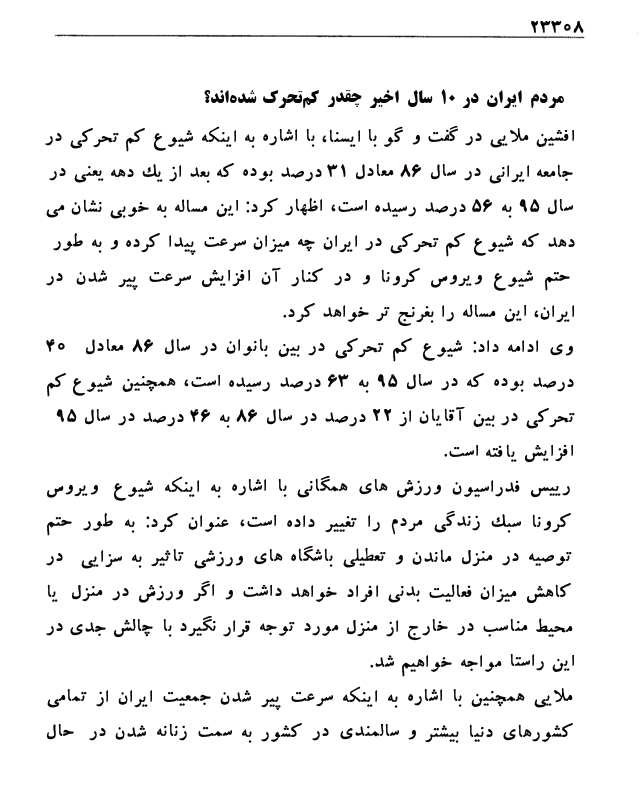 ۲۳۳۰۸
مردم ایران در ۱۰ سال اخیر چقدر کم‌تحرک شده‌اند؟
افشین ملایی در گفت و گو با ایسنا، با اشاره به اینکه شیوع کم تحرکی در
جامعه ایرانی در سال ۸۶ معادل ۳۱ درصد بوده که بعد از یك دهه یعنی در
سال ۹۵ به ۵۶ درصد رسیده است، اظهار کرد: این مساله به خوبی نشان می
دهد که شیوع کم تحرکی در ایران چه میزان سرعت پیدا کرده و به طور
حتم شیوع ویروس کرونا و در کنار آن افزایش سرعت پیر شدن در
ایران، این مساله را بغرنج تر خواهد کرد.
وی ادامه داد: شیوع کم تحرکی در بین بانوان در سال ۸۶ معادل ۴۰
درصد بوده که در سال ۹۵ به ۶۳ درصد رسیده است، همچنین شیوع کم
تحرکی در بین آقایان از ۲۲ درصد در سال ۸۶ به ۴۶ درصد در سال ۹۵
افزایش یافته است.
رییس فدراسیون ورزش های همگانی با اشاره به اینکه شیوع ویروس
کرونا سبك زندگی مردم را تغییر داده است، عنوان کرد: به طور حتم
توصیه در منزل ماندن و تعطیلی باشگاه های ورزشی تاثیر به سزایی در
کاهش میزان فعالیت بدنی افراد خواهد داشت و اگر ورزش در منزل یا
محیط مناسب در خارج از منزل مورد توجه قرار نگیرد با چالش جدی در
این راستا مواجه خواهیم شد.
ملایی همچنین با اشاره به اینکه سرعت پیر شدن جمعیت ایران از تمامی
کشورهای دنیا بیشتر و سالمندی در کشور به سمت زنانه شدن در حال